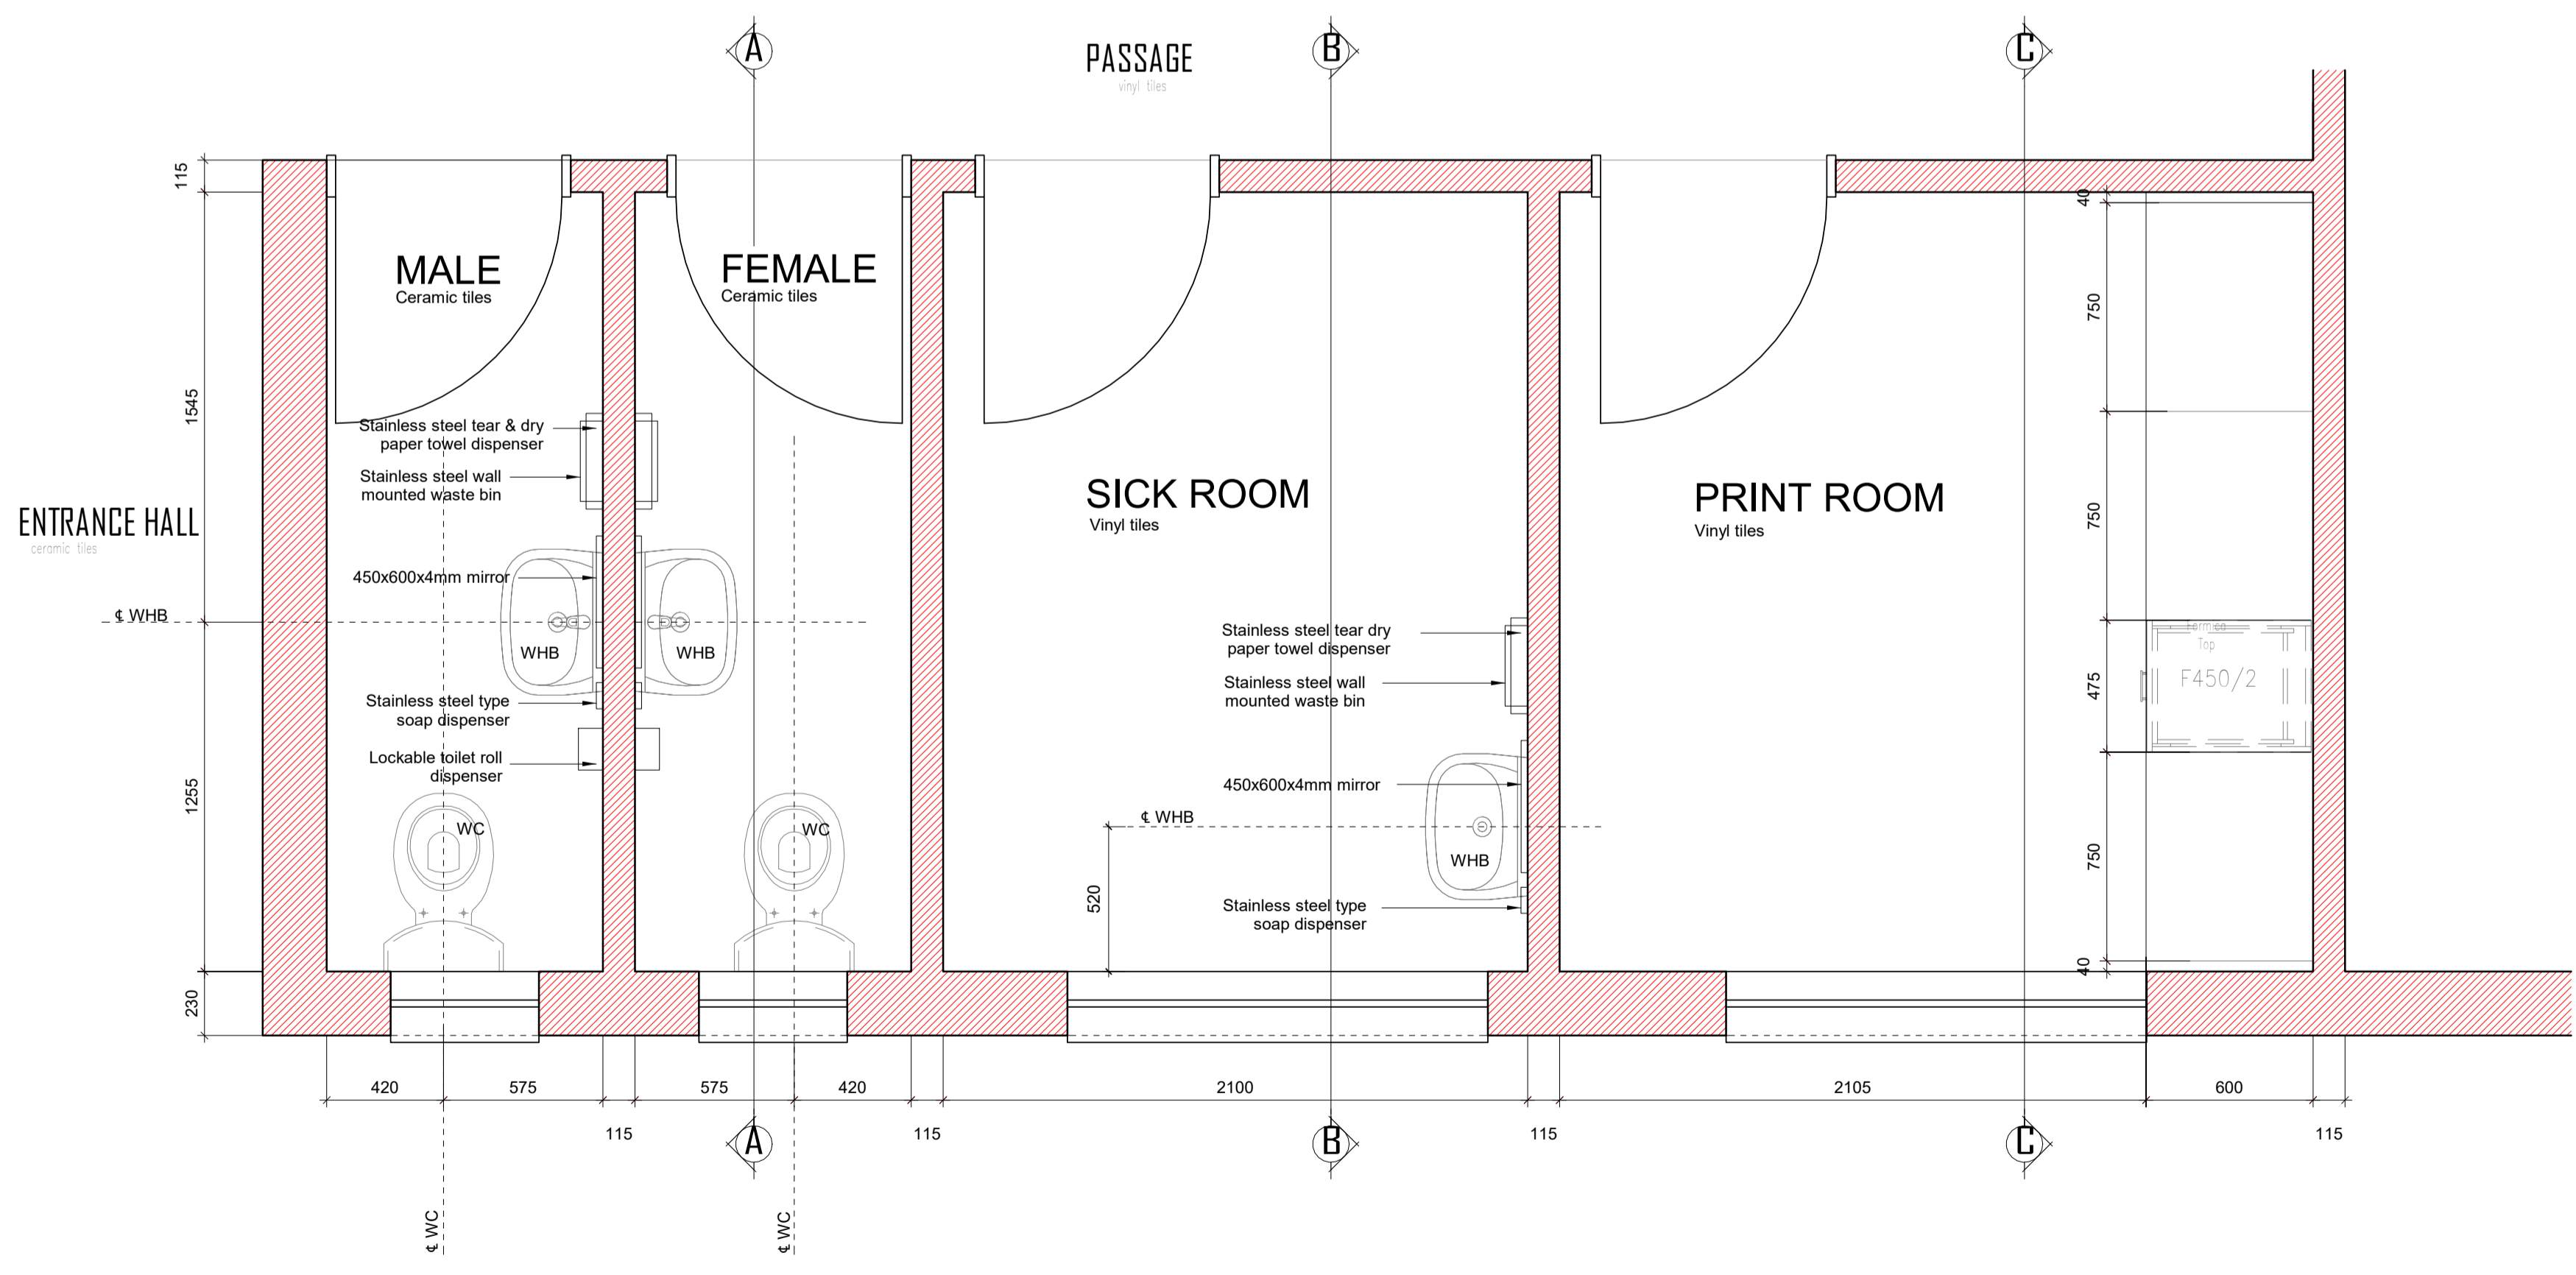 A
PASSAGE
vinyl tiles
B
C
115
1545
1255
230
ENTRANCE HALL
ceramic tiles
℄ WHB
MALE
Ceramic tiles
Stainless steel tear & dry
paper towel dispenser
Stainless steel wall
mounted waste bin
450x600x4mm mirror
WHB
Stainless steel type
soap dispenser
Lockable toilet roll
dispenser
WC
FEMALE
Ceramic tiles
WHB
WC
SICK ROOM
Vinyl tiles
Stainless steel tear dry
paper towel dispenser
Stainless steel wall
mounted waste bin
450x600x4mm mirror
℄ WHB
WHB
520
Stainless steel type
soap dispenser
PRINT ROOM
Vinyl tiles
40
750
750
475
750
40
Formica
Top
F450/2
420
575
575
420
2100
2105
600
115
A
115
B
115
C
115
℄ WC
℄ WC